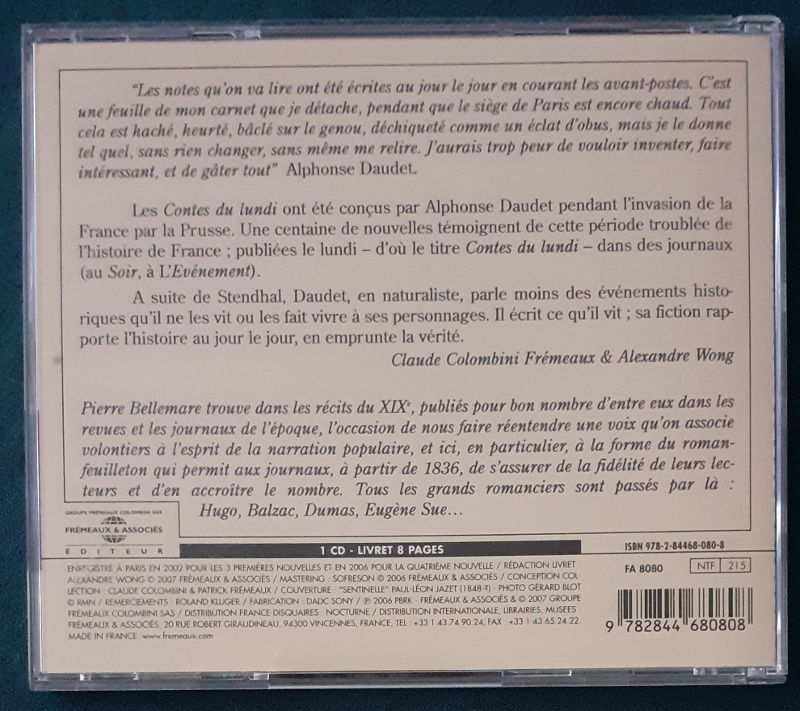 “Les notes qu'on va lire ont été écrites au jour le jour en courant les avant-postes. C'est
une feuille de mon carnet que je détache, pendant que le siège de Paris est encore chaud. Tout
cela est haché, heurté, bâclé sur le genou, déchiqueté comme un éclat d'obus, mais je le donne
tel quel, sans rien changer, sans même me relire. J'aurais trop peur de vouloir inventer, faire
intéressant, et de gâter tout” Alphonse Daudet.
Les Contes du lundi ont été conçus par Alphonse Daudet pendant l'invasion de la
France par la Prusse. Une centaine de nouvelles témoignent de cette période troublée de
l'histoire de France ; publiées le lundi – d'où le titre Contes du lundi – dans des journaux
(au Soir, à L'Evénement).
A suite de Stendhal, Daudet, en naturaliste, parle moins des événements histo-
riques qu'il ne les vit ou les fait vivre à ses personnages. Il écrit ce qu'il vit ; sa fiction rap-
porte l'histoire au jour le jour, en emprunte la vérité.
Claude Colombini Frémeaux & Alexandre Wong
Pierre Bellemare trouve dans les récits du XIXe, publiés pour bon nombre d'entre eux dans les
revues et les journaux de l'époque, l'occasion de nous faire réentendre une voix qu'on associe
volontiers à l'esprit de la narration populaire, et ici, en particulier, à la forme du roman-
feuilleton qui permit aux journaux, à partir de 1836, de s'assurer de la fidélité de leurs lec-
teurs et d'en accroître le nombre. Tous les grands romanciers sont passés par là :
Hugo, Balzac, Dumas, Eugène Sue...
GROUPE FRÉMEAUX COLOMBINI SAS
FRÉMEAUX & ASSOCIÉS
ÉDITEUR
1 CD - LIVRET 8 PAGES
ISBN 978-2-84468-080-8
ENREGISTRÉ À PARIS EN 2002 POUR LES 3 PREMIÈRES NOUVELLES ET EN 2006 POUR LA QUATRIÈME NOUVELLE / RÉDACTION LIVRET
ALEXANDRE WONG © 2007 FRÉMEAUX & ASSOCIÉS / MASTERING : SOFRESON © 2006 FRÉMEAUX & ASSOCIÉS / CONCEPTION COL-
LECTION : CLAUDE COLOMBINI & PATRICK FRÉMEAUX / COUVERTURE : "SENTINELLE" PAUL-LÉON JAZET (1848-?) - PHOTO GÉRARD BLOT
© RMN / REMERCIEMENTS : ROLAND KLUGER / FABRICATION : DADC SONY / ℗ 2006 PBRK - FRÉMEAUX & ASSOCIÉS & © 2007 GROUPE
FRÉMEAUX COLOMBINI SAS / DISTRIBUTION FRANCE DISQUAIRES : NOCTURNE / DISTRIBUTION INTERNATIONALE, LIBRAIRIES, MUSEES :
FRÉMEAUX & ASSOCIÉS, 20 RUE ROBERT GIRAUDINEAU, 94300 VINCENNES, FRANCE, TEL : +33 1 43.74.90.24, FAX : +33 1 43.65.24.22
MADE IN FRANCE. www.fremeaux.com
FA 8080
NTF 215
9 782844 680808